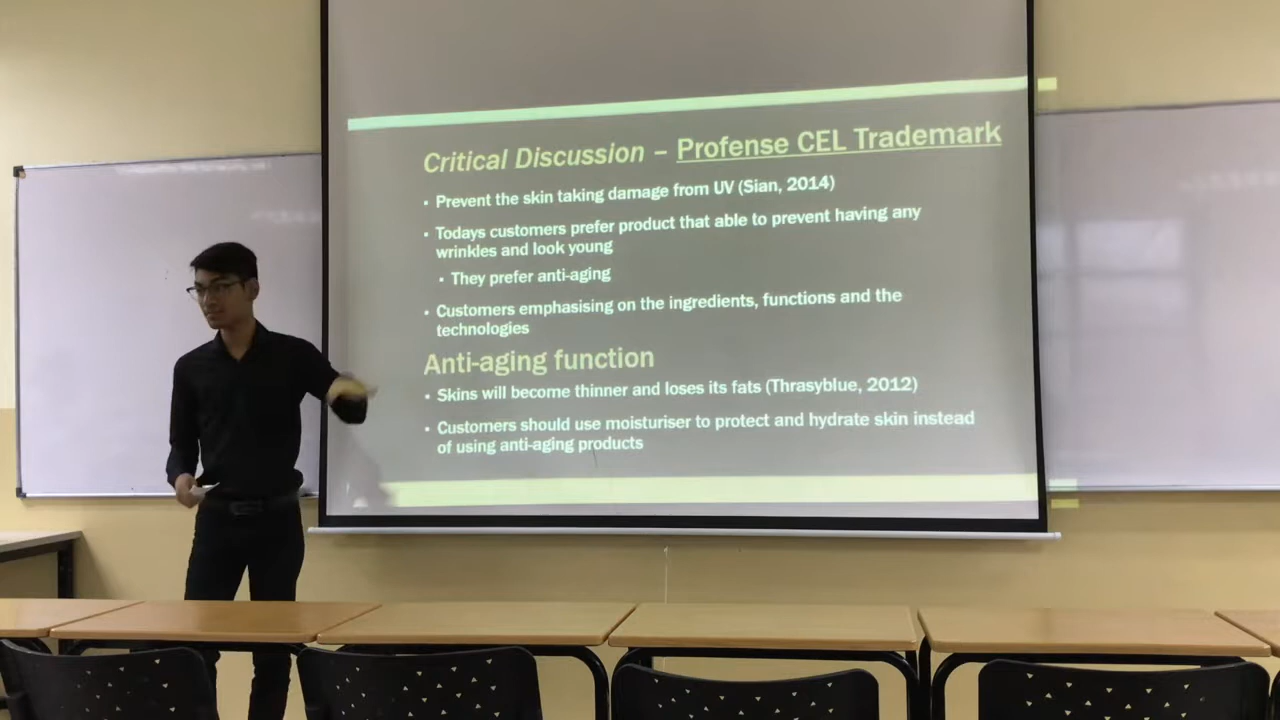 Critical Discussion – Profense CEL Trademark
• Prevent the skin taking damage from UV (Sian, 2014)
• Todays customers prefer product that able to prevent having any
wrinkles and look young
• They prefer anti-aging
• Customers emphasising on the ingredients, functions and the
technologies
Anti-aging function
• Skins will become thinner and loses its fats (Thrasyblue, 2012)
• Customers should use moisturiser to protect and hydrate skin instead
of using anti-aging products